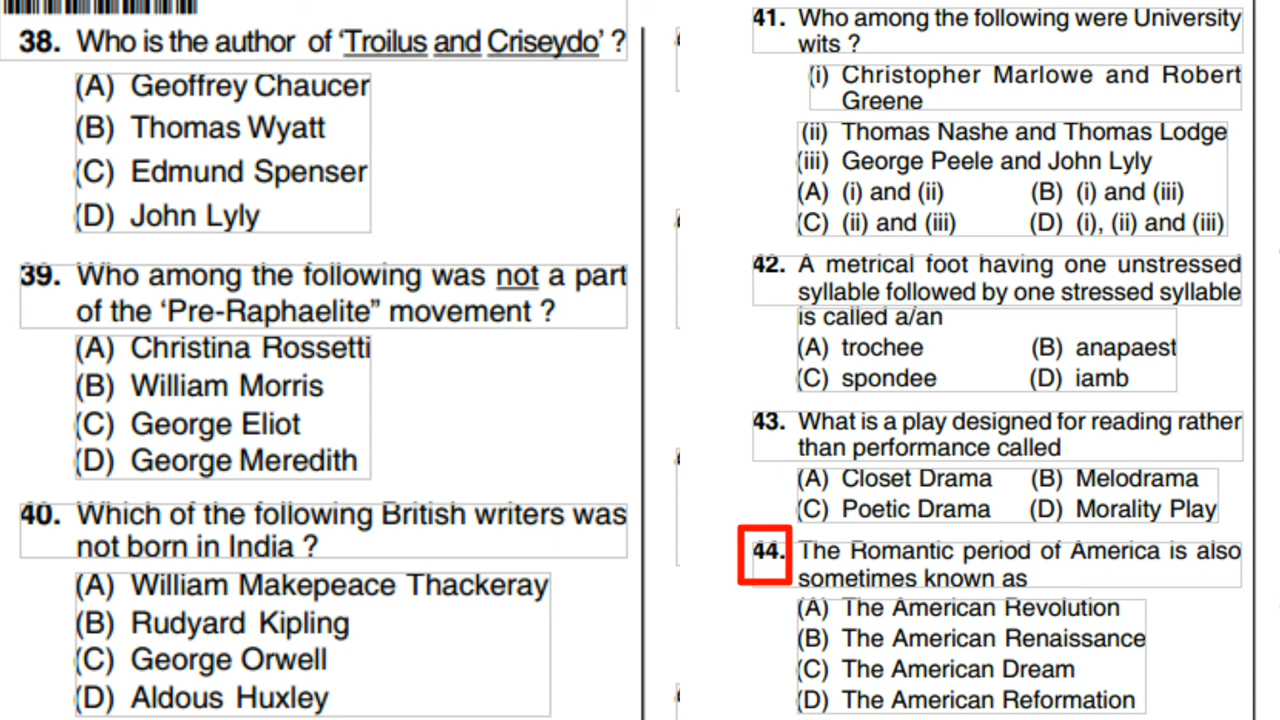 38. Who is the author of ‘Troilus and Criseydo’ ?
(A) Geoffrey Chaucer
(B) Thomas Wyatt
(C) Edmund Spenser
(D) John Lyly
39. Who among the following was not a part
of the ‘Pre-Raphaelite” movement ?
(A) Christina Rossetti
(B) William Morris
(C) George Eliot
(D) George Meredith
40. Which of the following British writers was
not born in India ?
(A) William Makepeace Thackeray
(B) Rudyard Kipling
(C) George Orwell
(D) Aldous Huxley
41. Who among the following were University
wits ?
(i) Christopher Marlowe and Robert
Greene
(ii) Thomas Nashe and Thomas Lodge
(iii) George Peele and John Lyly
(A) (i) and (ii) (B) (i) and (iii)
(C) (ii) and (iii) (D) (i), (ii) and (iii)
42. A metrical foot having one unstressed
syllable followed by one stressed syllable
is called a/an
(A) trochee (B) anapaest
(C) spondee (D) iamb
43. What is a play designed for reading rather
than performance called
(A) Closet Drama (B) Melodrama
(C) Poetic Drama (D) Morality Play
44. The Romantic period of America is also
sometimes known as
(A) The American Revolution
(B) The American Renaissance
(C) The American Dream
(D) The American Reformation